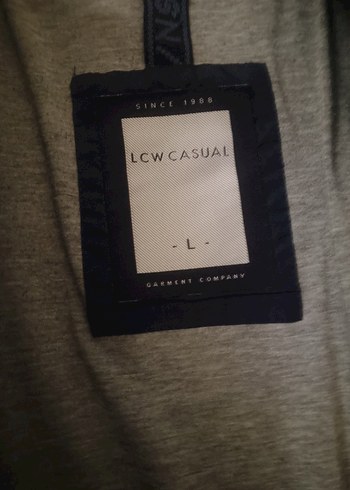 SINCE 1988
LCW CASUAL
- L -
GARMENT COMPANY